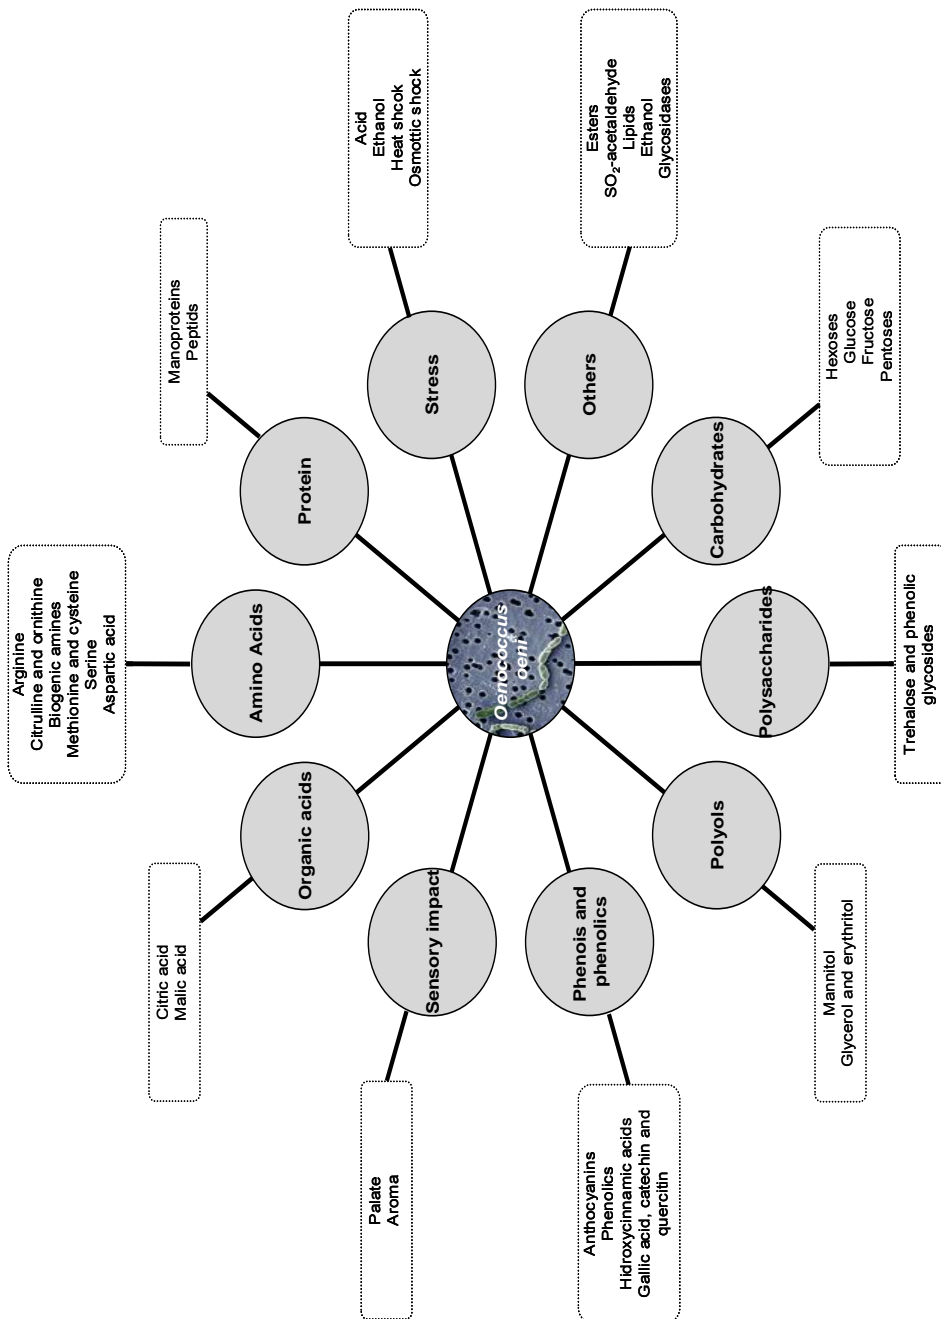 Acid
Ethanol
Heat shcok
Osmottic shock
Esters
SO₂-acetaldehyde
Lipids
Ethanol
Glycosidases
Manoproteins
Peptids
Stress
Others
Hexoses
Glucose
Fructose
Pentoses
Protein
Carbohydrates
Arginine
Citrulline and ornithine
Biogenic amines
Methionine and cysteine
Serine
Aspartic acid
Amino Acids
Oenococcus
oeni
Polysaccharides
Trehalose and phenolic
glycosides
Organic acids
Polyols
Citric acid
Malic acid
Sensory impact
Phenols and
phenolics
Mannitol
Glycerol and erythritol
Palate
Aroma
Anthocyanins
Phenolics
Hidroxycinnamic acids
Gallic acid, catechin and
quercitin